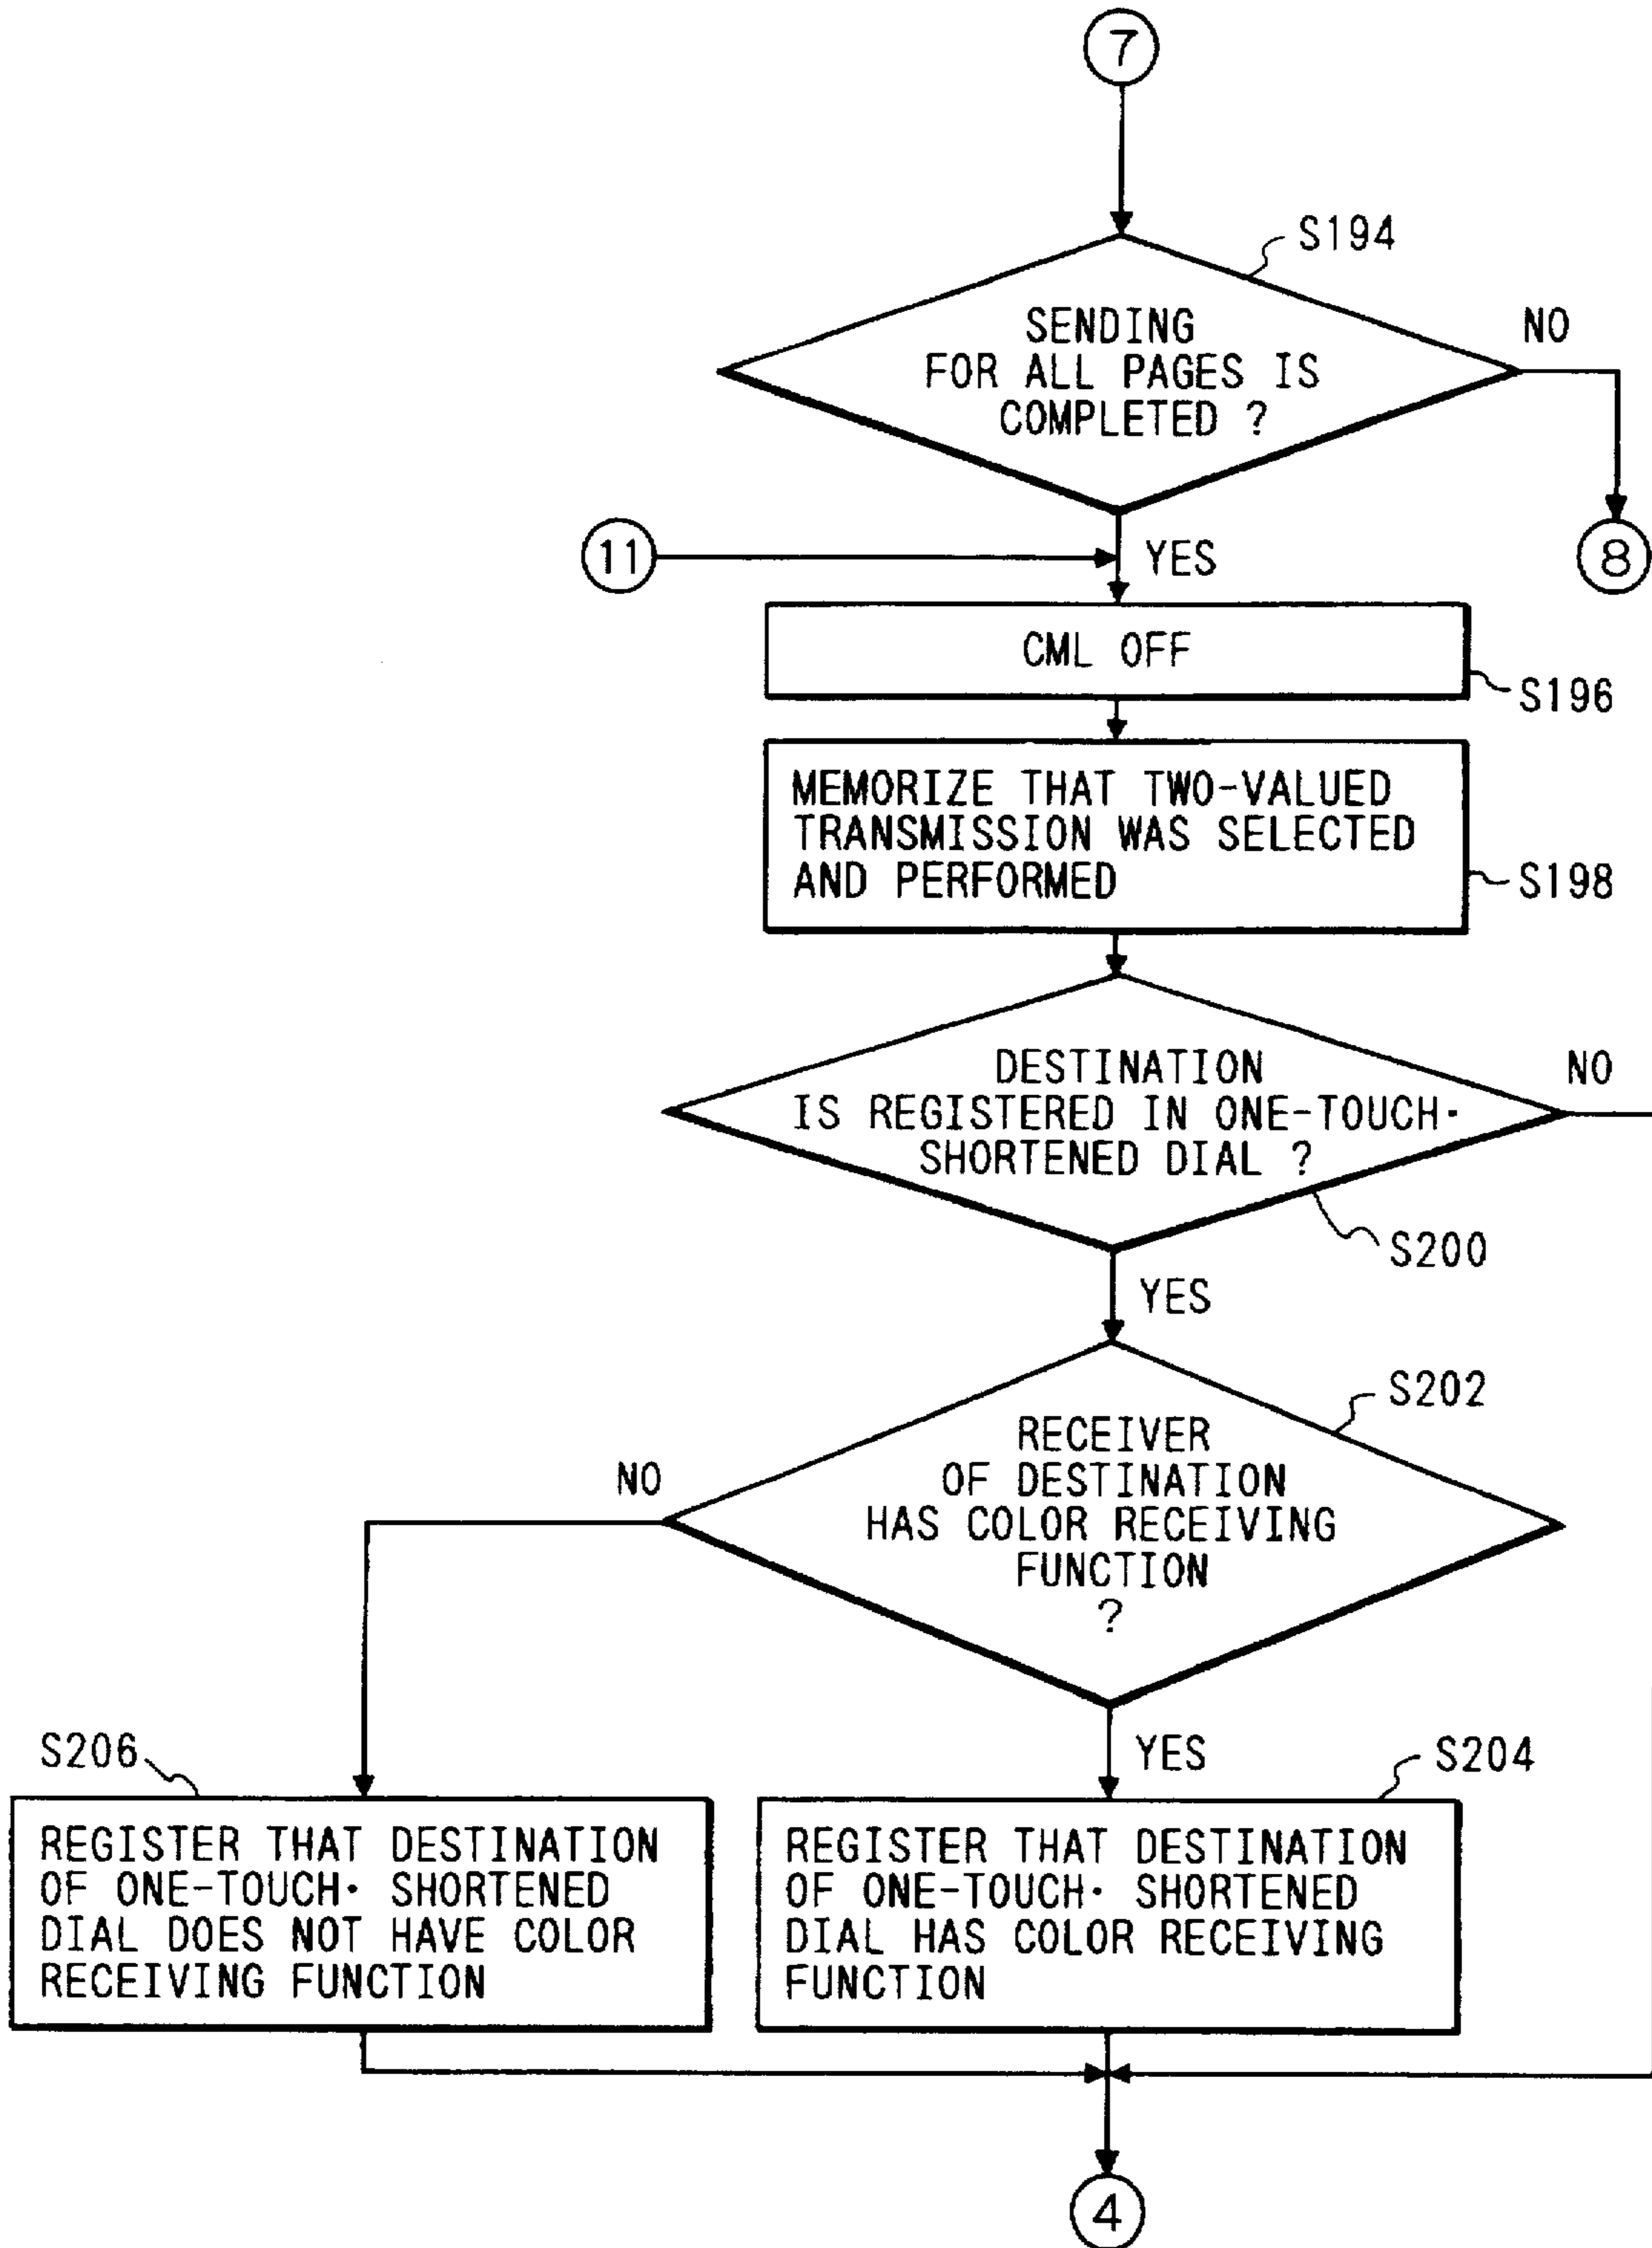 7
S194
SENDING
FOR ALL PAGES IS
COMPLETED ?
NO
11
YES
8
CML OFF
S196
MEMORIZE THAT TWO-VALUED
TRANSMISSION WAS SELECTED
AND PERFORMED
S198
DESTINATION
IS REGISTERED IN ONE-TOUCH·
SHORTENED DIAL ?
NO
S200
YES
S202
RECEIVER
OF DESTINATION
HAS COLOR RECEIVING
FUNCTION
?
NO
YES
S206
S204
REGISTER THAT DESTINATION
OF ONE-TOUCH· SHORTENED
DIAL DOES NOT HAVE COLOR
RECEIVING FUNCTION
REGISTER THAT DESTINATION
OF ONE-TOUCH· SHORTENED
DIAL HAS COLOR RECEIVING
FUNCTION
4